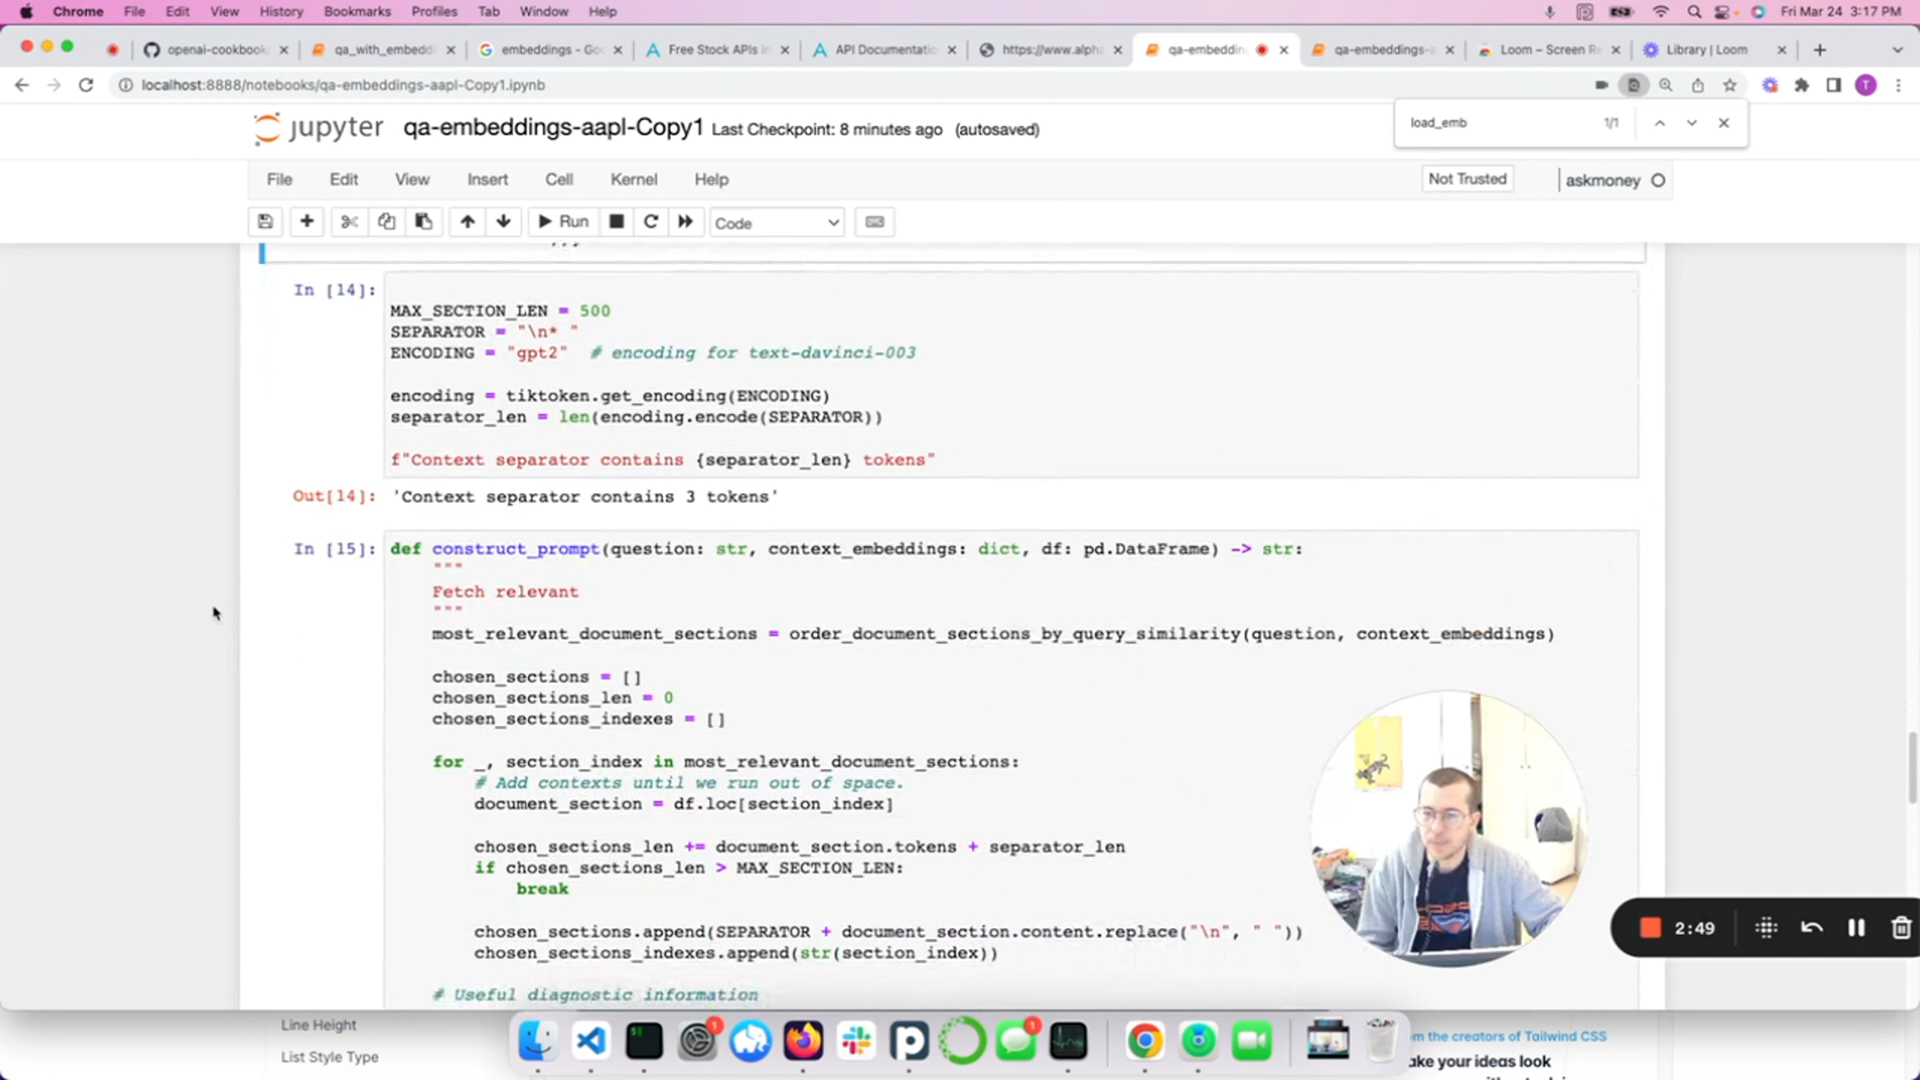 Chrome File Edit View History Bookmarks Profiles Tab Window Help Fri Mar 24 3:17 PM
openai-cookbook qa_with_embeddi embeddings - Goo Free Stock APIs in API Documentatio https://www.alpha qa-embeddin qa-embeddings-a Loom – Screen Re Library | Loom
localhost:8888/notebooks/qa-embeddings-aapl-Copy1.ipynb
load_emb 1/1
jupyter qa-embeddings-aapl-Copy1 Last Checkpoint: 8 minutes ago (autosaved)
File Edit View Insert Cell Kernel Help Not Trusted askmoney
Run Code
In [14]:
MAX_SECTION_LEN = 500
SEPARATOR = "\n* "
ENCODING = "gpt2" # encoding for text-davinci-003
encoding = tiktoken.get_encoding(ENCODING)
separator_len = len(encoding.encode(SEPARATOR))
f"Context separator contains {separator_len} tokens"
Out[14]: 'Context separator contains 3 tokens'
In [15]: def construct_prompt(question: str, context_embeddings: dict, df: pd.DataFrame) -> str:
"""
Fetch relevant
"""
most_relevant_document_sections = order_document_sections_by_query_similarity(question, context_embeddings)
chosen_sections = []
chosen_sections_len = 0
chosen_sections_indexes = []
for _, section_index in most_relevant_document_sections:
# Add contexts until we run out of space.
document_section = df.loc[section_index]
chosen_sections_len += document_section.tokens + separator_len
if chosen_sections_len > MAX_SECTION_LEN:
break
chosen_sections.append(SEPARATOR + document_section.content.replace("\n", " "))
chosen_sections_indexes.append(str(section_index))
# Useful diagnostic information
2:49
Line Height
List Style Type
om the creators of Tailwind CSS
ake your ideas look